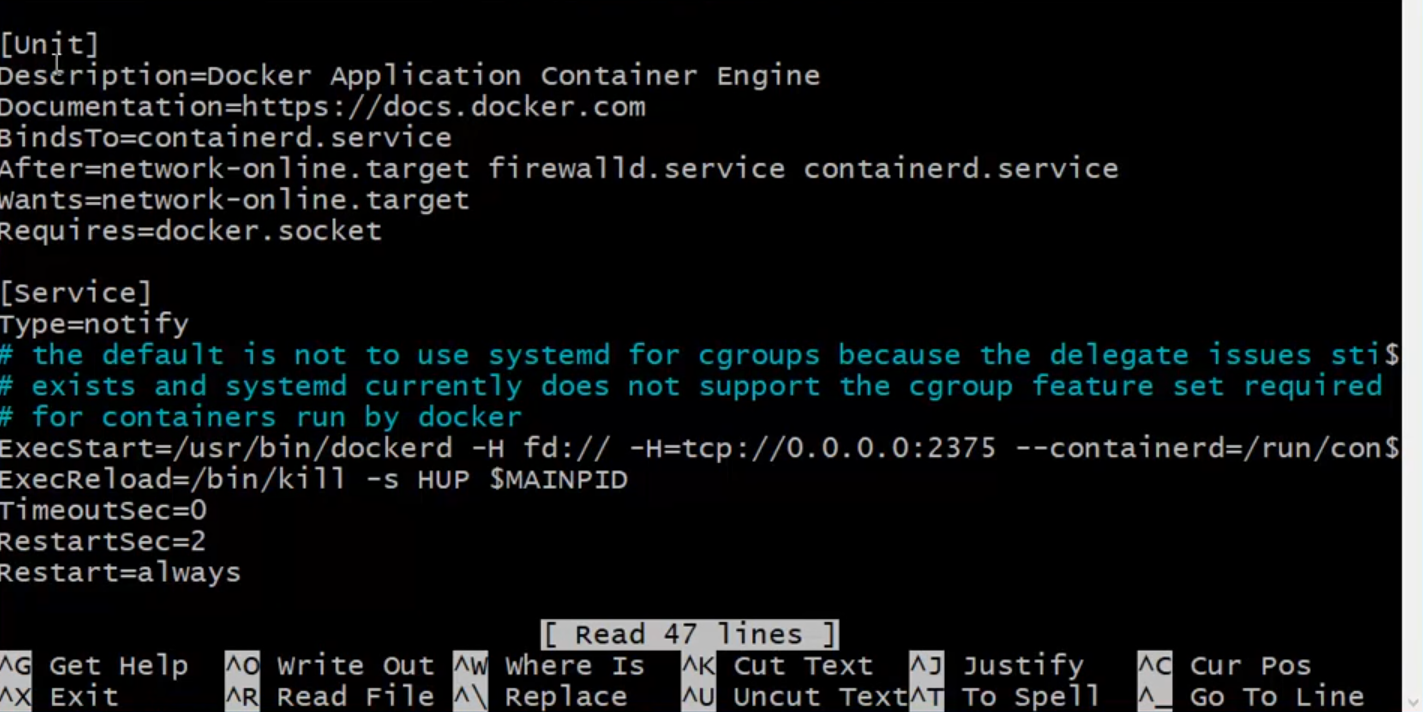 [Unit]
Description=Docker Application Container Engine
Documentation=https://docs.docker.com
BindsTo=containerd.service
After=network-online.target firewalld.service containerd.service
Wants=network-online.target
Requires=docker.socket
[Service]
Type=notify
# the default is not to use systemd for cgroups because the delegate issues sti$
# exists and systemd currently does not support the cgroup feature set required
# for containers run by docker
ExecStart=/usr/bin/dockerd -H fd:// -H=tcp://0.0.0.0:2375 --containerd=/run/con$
ExecReload=/bin/kill -s HUP $MAINPID
TimeoutSec=0
RestartSec=2
Restart=always
[ Read 47 lines ]
^G Get Help ^O Write Out ^W Where Is ^K Cut Text ^J Justify ^C Cur Pos
^X Exit ^R Read File ^\ Replace ^U Uncut Text ^T To Spell ^_ Go To Line